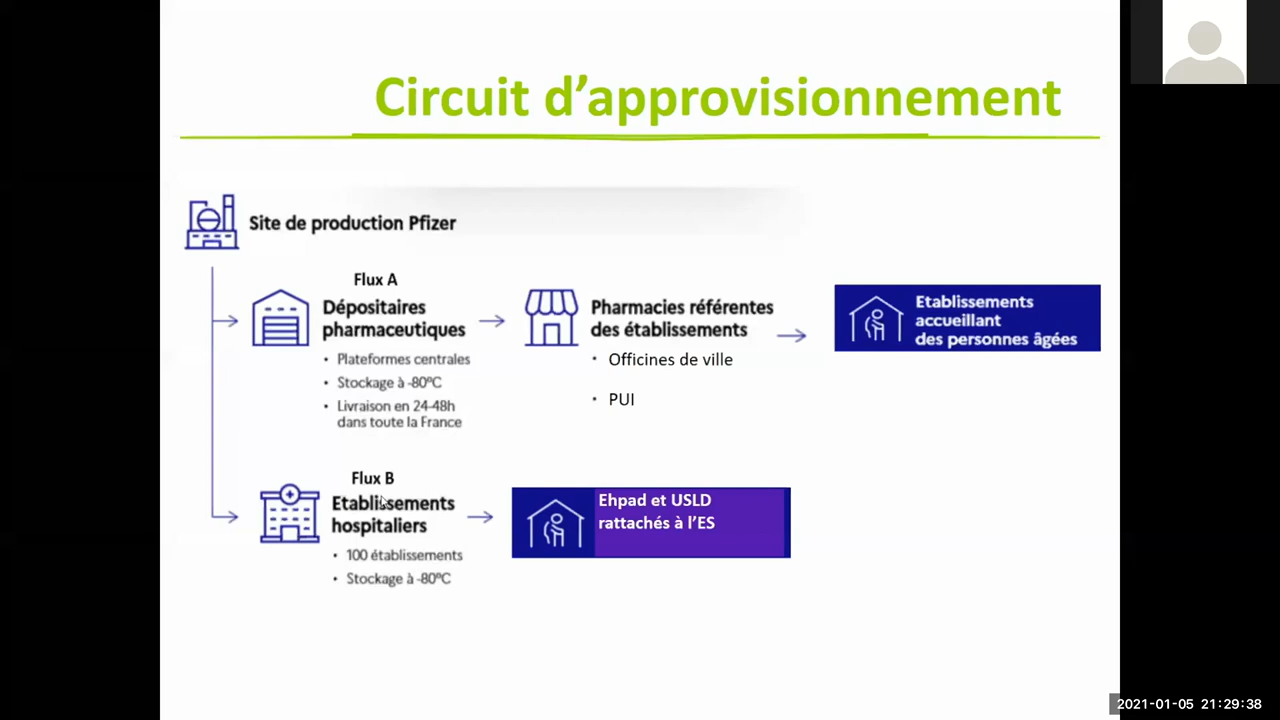 Circuit d’approvisionnement
Site de production Pfizer
Flux A
Dépositaires
pharmaceutiques
• Plateformes centrales
• Stockage à -80°C
• Livraison en 24-48h
dans toute la France
Pharmacies référentes
des établissements
• Officines de ville
• PUI
Etablissements
accueillant
des personnes âgées
Flux B
Etablissements
hospitaliers
• 100 établissements
• Stockage à -80°C
Ehpad et USLD
rattachés à l’ES
2021-01-05 21:29:38